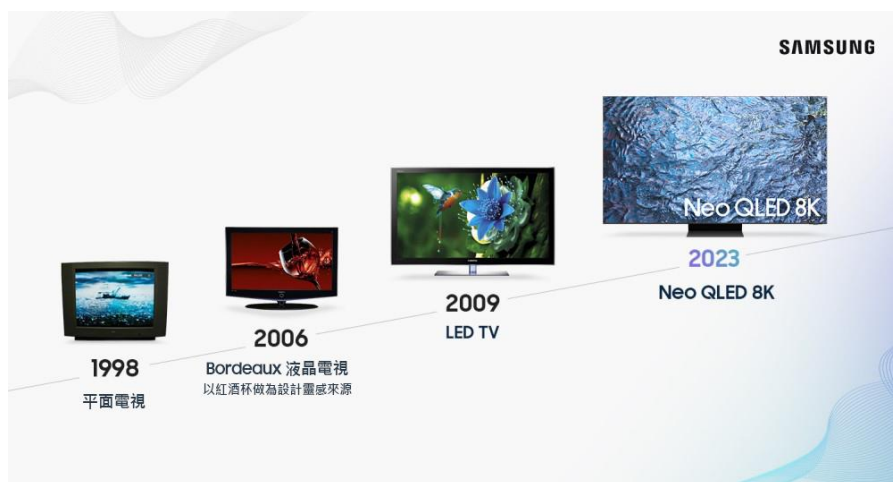 SAMSUNG
Neo QLED 8K
2023
Neo QLED 8K
2009
LED TV
2006
Bordeaux 液晶電視
以紅酒杯做為設計靈感來源
1998
平面電視